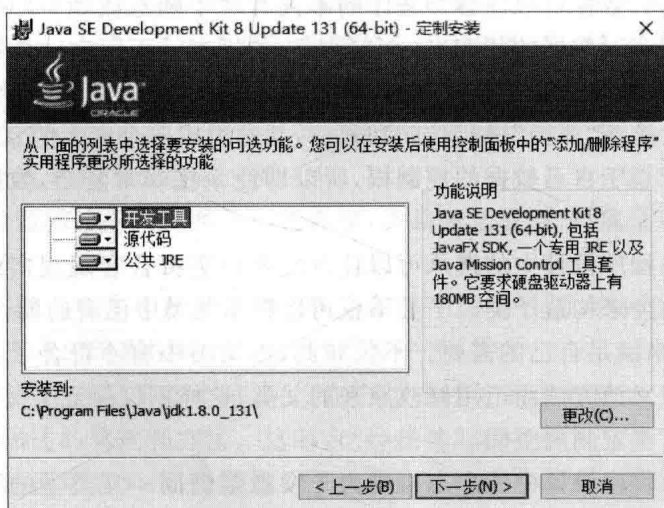 Java SE Development Kit 8 Update 131 (64-bit) - 定制安装
Java
ORACLE
从下面的列表中选择要安装的可选功能。您可以在安装后使用控制面板中的"添加/删除程序"
实用程序更改所选择的功能
开发工具
源代码
公共 JRE
功能说明
Java SE Development Kit 8
Update 131 (64-bit), 包括
JavaFX SDK, 一个专用 JRE 以及
Java Mission Control 工具套
件。它要求硬盘驱动器上有
180MB 空间。
安装到:
C:\Program Files\Java\jdk1.8.0_131\
更改(C)...
<上一步(B)
下一步(N) >
取消